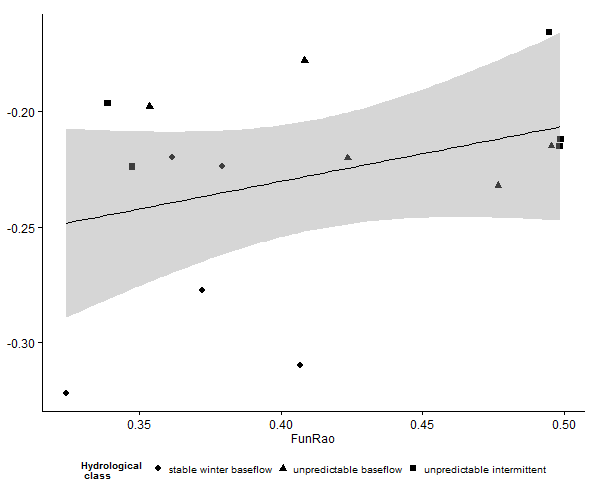 -0.20
-0.25
-0.30
0.35 0.40 0.45 0.50
FunRao
Hydrological
class
stable winter baseflow unpredictable baseflow unpredictable intermittent